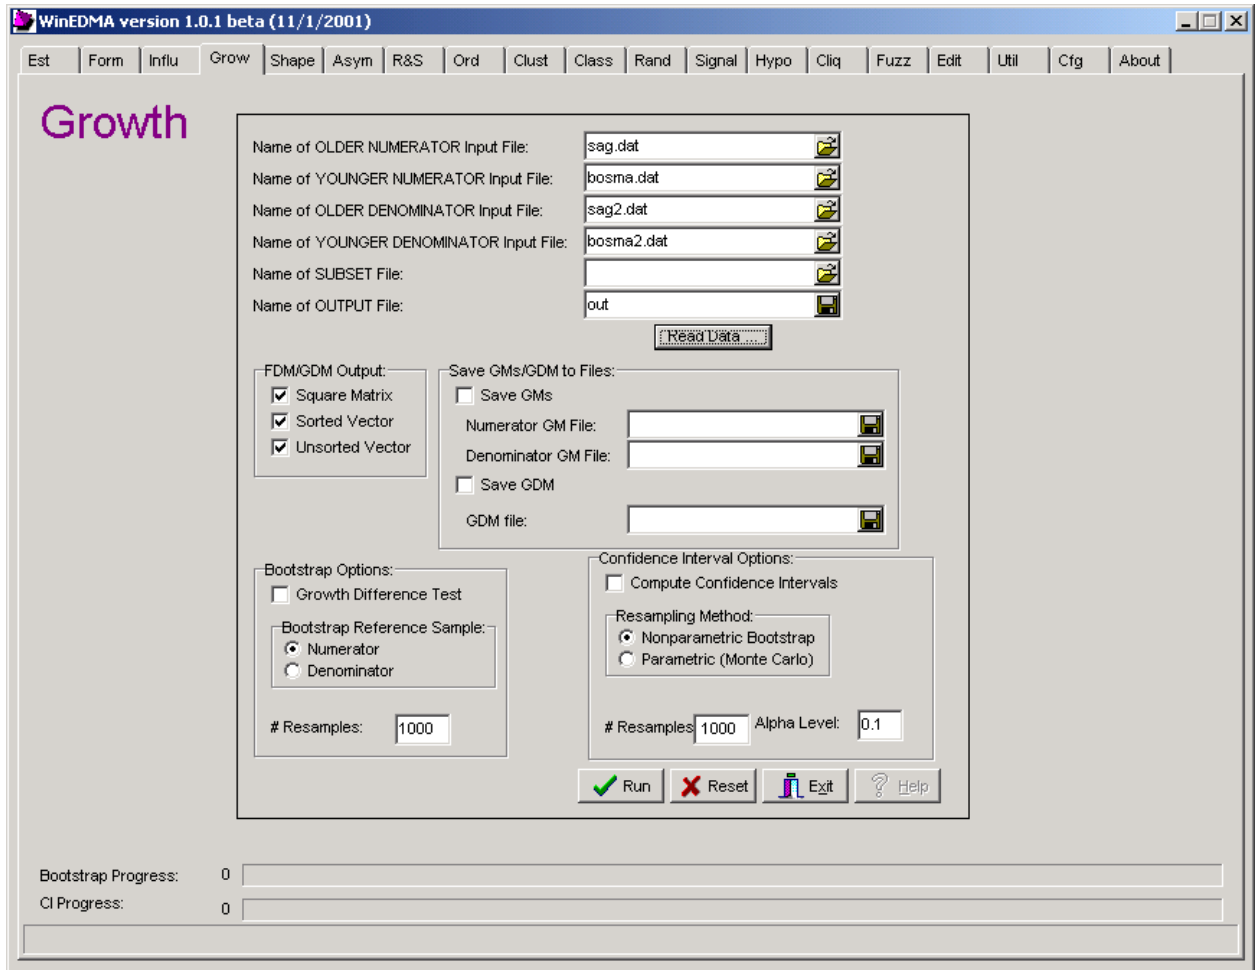 WinEDMA version 1.0.1 beta (11/1/2001)
Est Form Influ Grow Shape Asym R&S Ord Clust Class Rand Signal Hypo Cliq Fuzz Edit Util Cfg About
Growth
Name of OLDER NUMERATOR Input File: sag.dat
Name of YOUNGER NUMERATOR Input File: bosma.dat
Name of OLDER DENOMINATOR Input File: sag2.dat
Name of YOUNGER DENOMINATOR Input File: bosma2.dat
Name of SUBSET File:
Name of OUTPUT File: out
Read Data ...
FDM/GDM Output:
Square Matrix
Sorted Vector
Unsorted Vector
Save GMs/GDM to Files:
Save GMs
Numerator GM File:
Denominator GM File:
Save GDM
GDM file:
Bootstrap Options:
Growth Difference Test
Bootstrap Reference Sample:
Numerator
Denominator
# Resamples: 1000
Confidence Interval Options:
Compute Confidence Intervals
Resampling Method:
Nonparametric Bootstrap
Parametric (Monte Carlo)
# Resamples 1000 Alpha Level: 0.1
Run Reset Exit Help
Bootstrap Progress: 0
CI Progress: 0